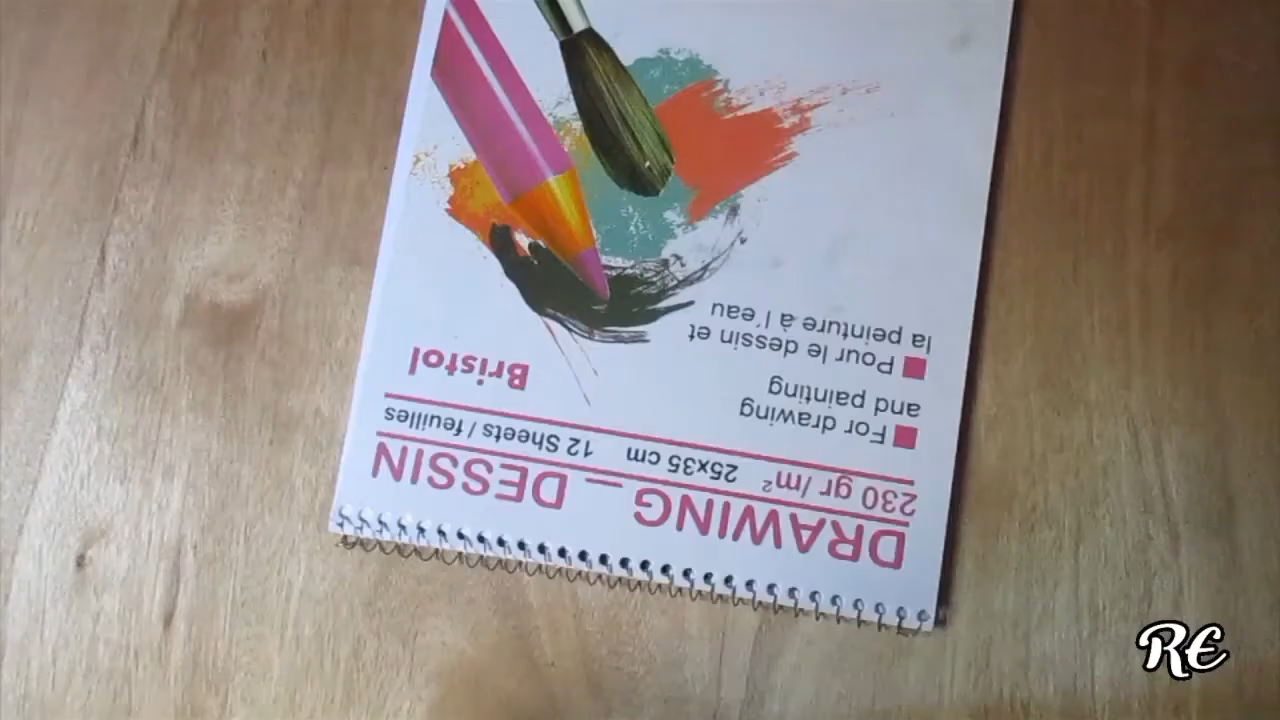 DRAWING _ DESSIN
230 gr /m² 25x35 cm 12 Sheets / feuilles
For drawing
and painting
Pour le dessin et
la peinture à l'eau
Bristol
RE